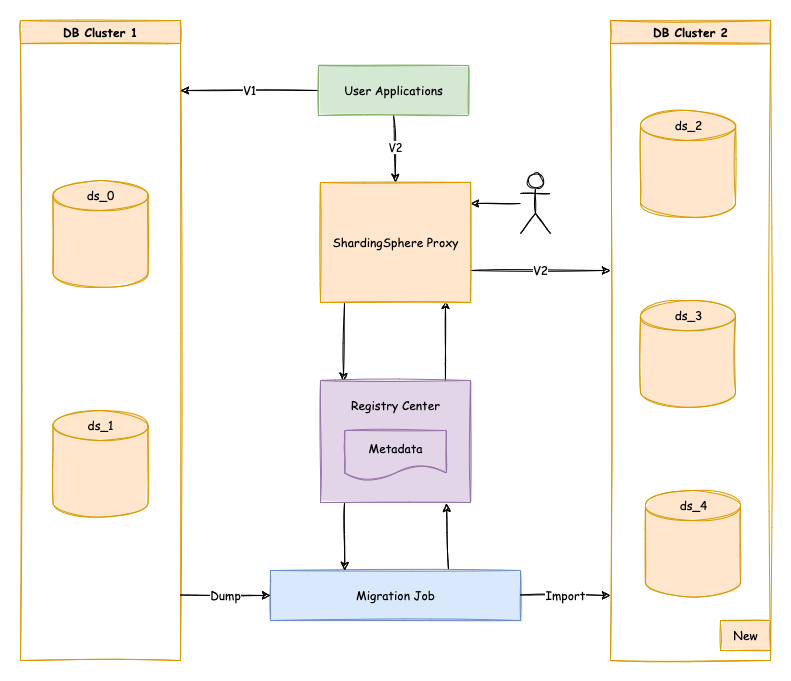 DB Cluster 1
DB Cluster 2
User Applications
V1
V2
ds_0
ds_1
ds_2
ds_3
ds_4
ShardingSphere Proxy
V2
Registry Center
Metadata
Dump
Migration Job
Import
New